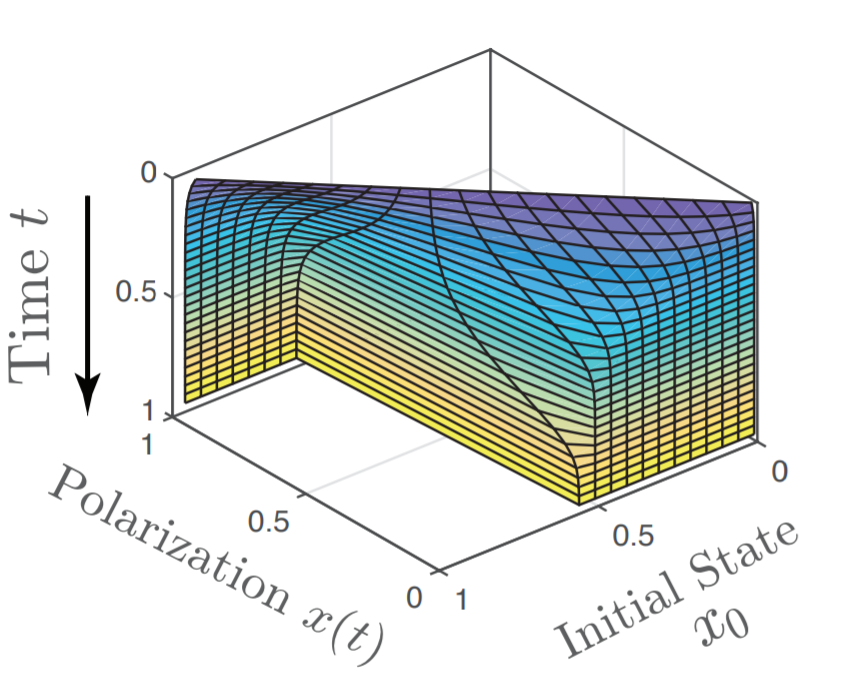 0
0.5
1
1
Time t
0.5
0
1
0.5
0
Polarization x(t)
Initial State
x₀